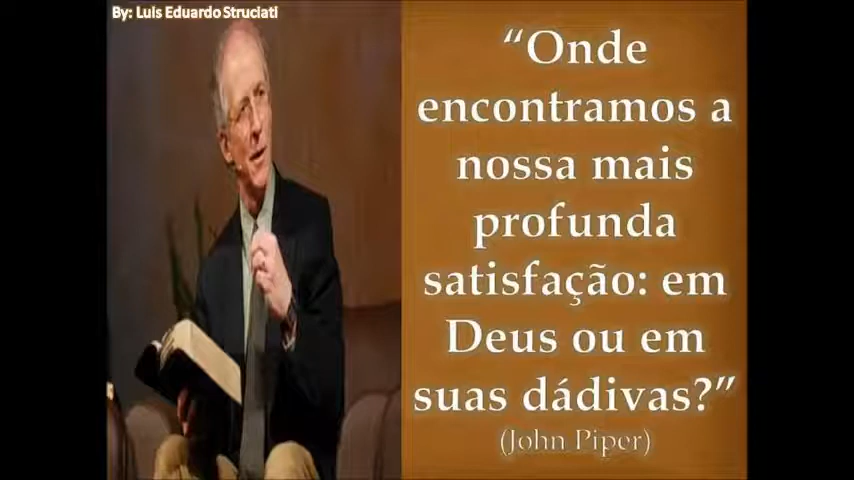 By: Luis Eduardo Struciati
“Onde
encontramos a
nossa mais
profunda
satisfação: em
Deus ou em
suas dádivas?”
(John Piper)